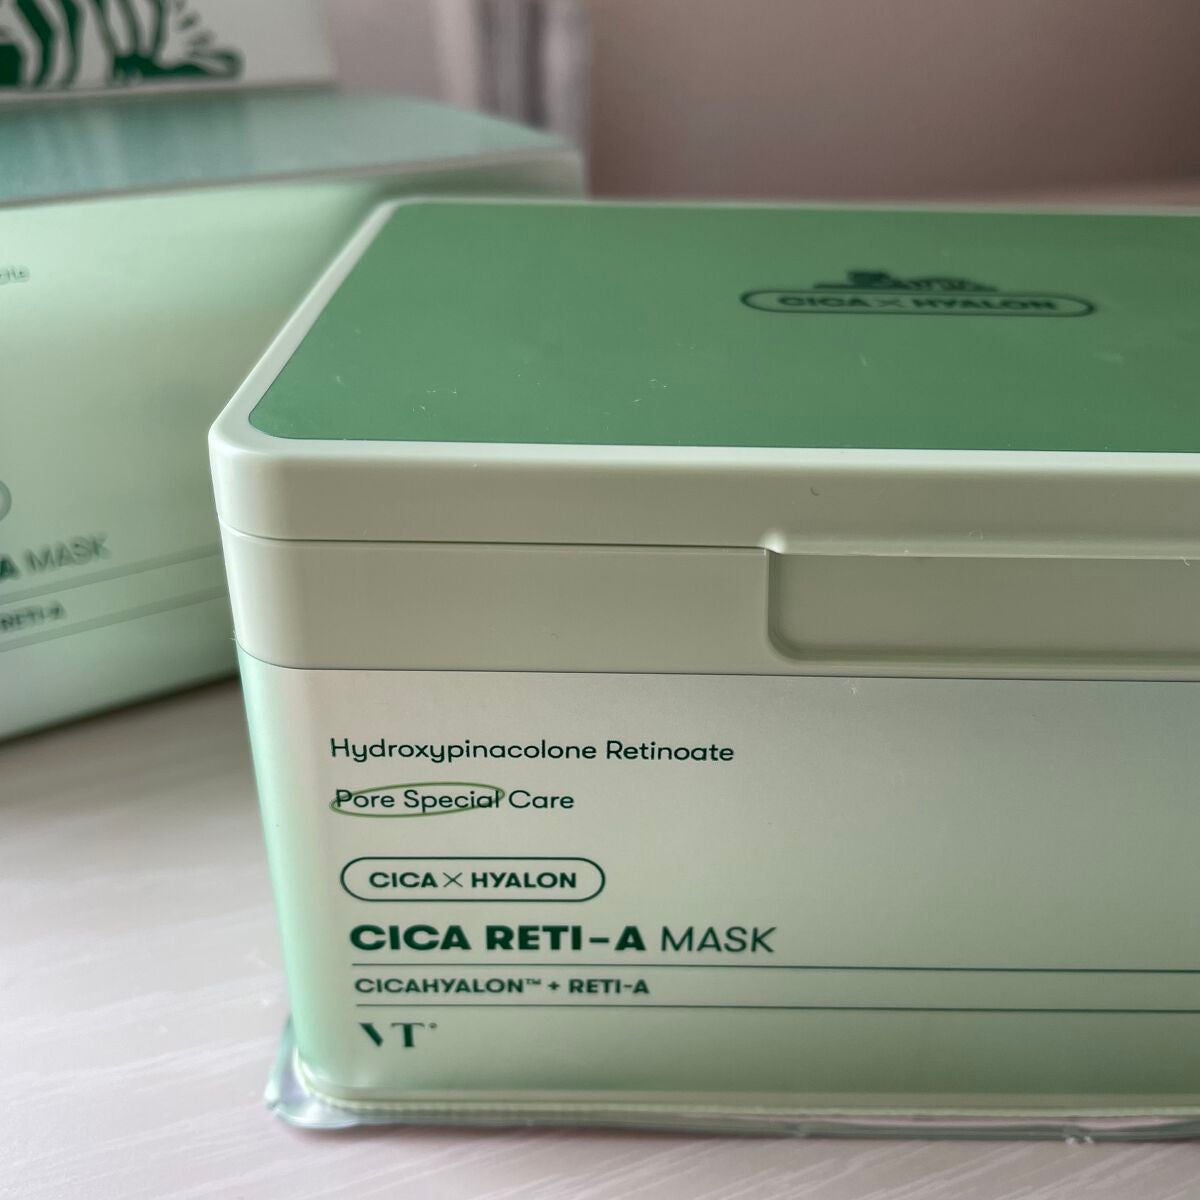 CICA × HYALON
Hydroxypinacolone Retinoate
Pore Special Care
CICA × HYALON
CICA RETI-A MASK
CICAHYALON™ + RETI-A
VT
A MASK
RETI-A